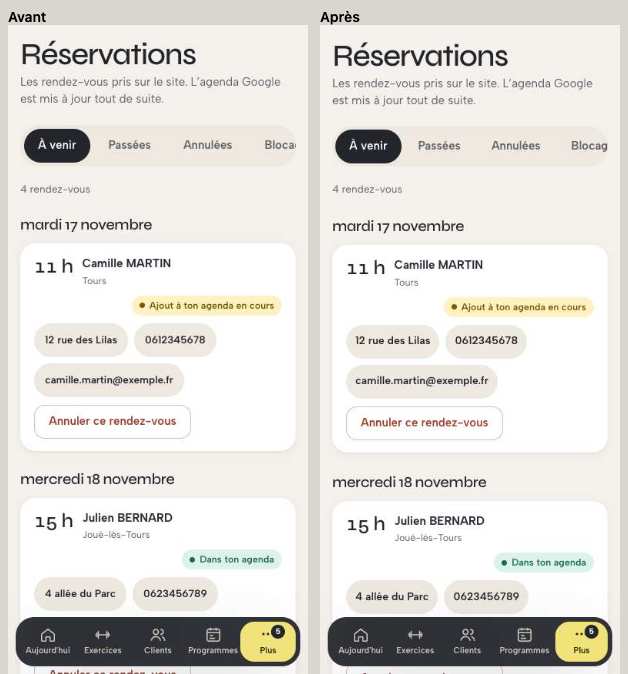 Avant
Réservations
Les rendez-vous pris sur le site. L'agenda Google
est mis à jour tout de suite.
À venir Passées Annulées Blocag
4 rendez-vous
mardi 17 novembre
11 h Camille MARTIN
Tours
Ajout à ton agenda en cours
12 rue des Lilas 0612345678
camille.martin@exemple.fr
Annuler ce rendez-vous
mercredi 18 novembre
15 h Julien BERNARD
Joué-lès-Tours
Dans ton agenda
4 allée du Parc 0623456789
5
Aujourd'hui Exercices Clients Programmes Plus
Annuler ce rendez-vous
Après
Réservations
Les rendez-vous pris sur le site. L'agenda Google
est mis à jour tout de suite.
À venir Passées Annulées Blocag
4 rendez-vous
mardi 17 novembre
11 h Camille MARTIN
Tours
Ajout à ton agenda en cours
12 rue des Lilas 0612345678
camille.martin@exemple.fr
Annuler ce rendez-vous
mercredi 18 novembre
15 h Julien BERNARD
Joué-lès-Tours
Dans ton agenda
4 allée du Parc 0623456789
5
Aujourd'hui Exercices Clients Programmes Plus